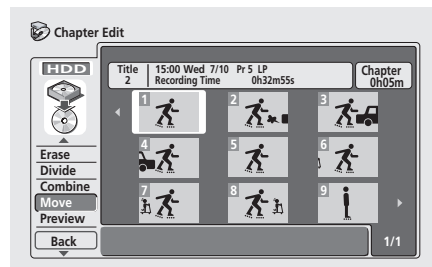 Chapter Edit
HDD
Title 2
15:00 Wed 7/10 Pr 5 LP
Recording Time 0h32m55s
Chapter
0h05m
1
2
3
4
5
6
7
8
9
Erase
Divide
Combine
Move
Preview
Back
1/1